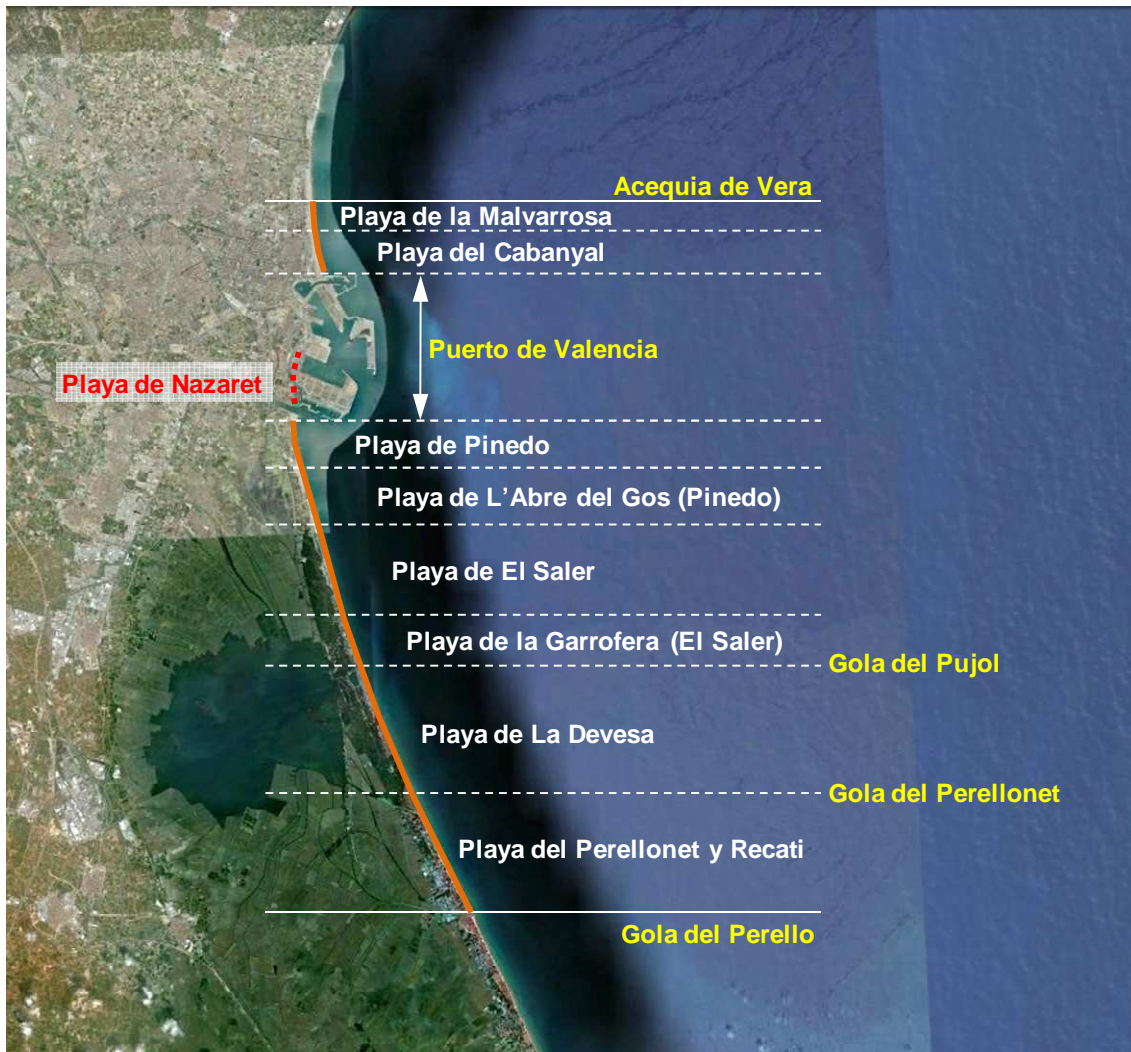 Acequia de Vera
Playa de la Malvarrosa
Playa del Cabanyal
Puerto de Valencia
Playa de Nazaret
Playa de Pinedo
Playa de L’Abre del Gos (Pinedo)
Playa de El Saler
Playa de la Garrofera (El Saler)
Gola del Pujol
Playa de La Devesa
Gola del Perellonet
Playa del Perellonet y Recati
Gola del Perello